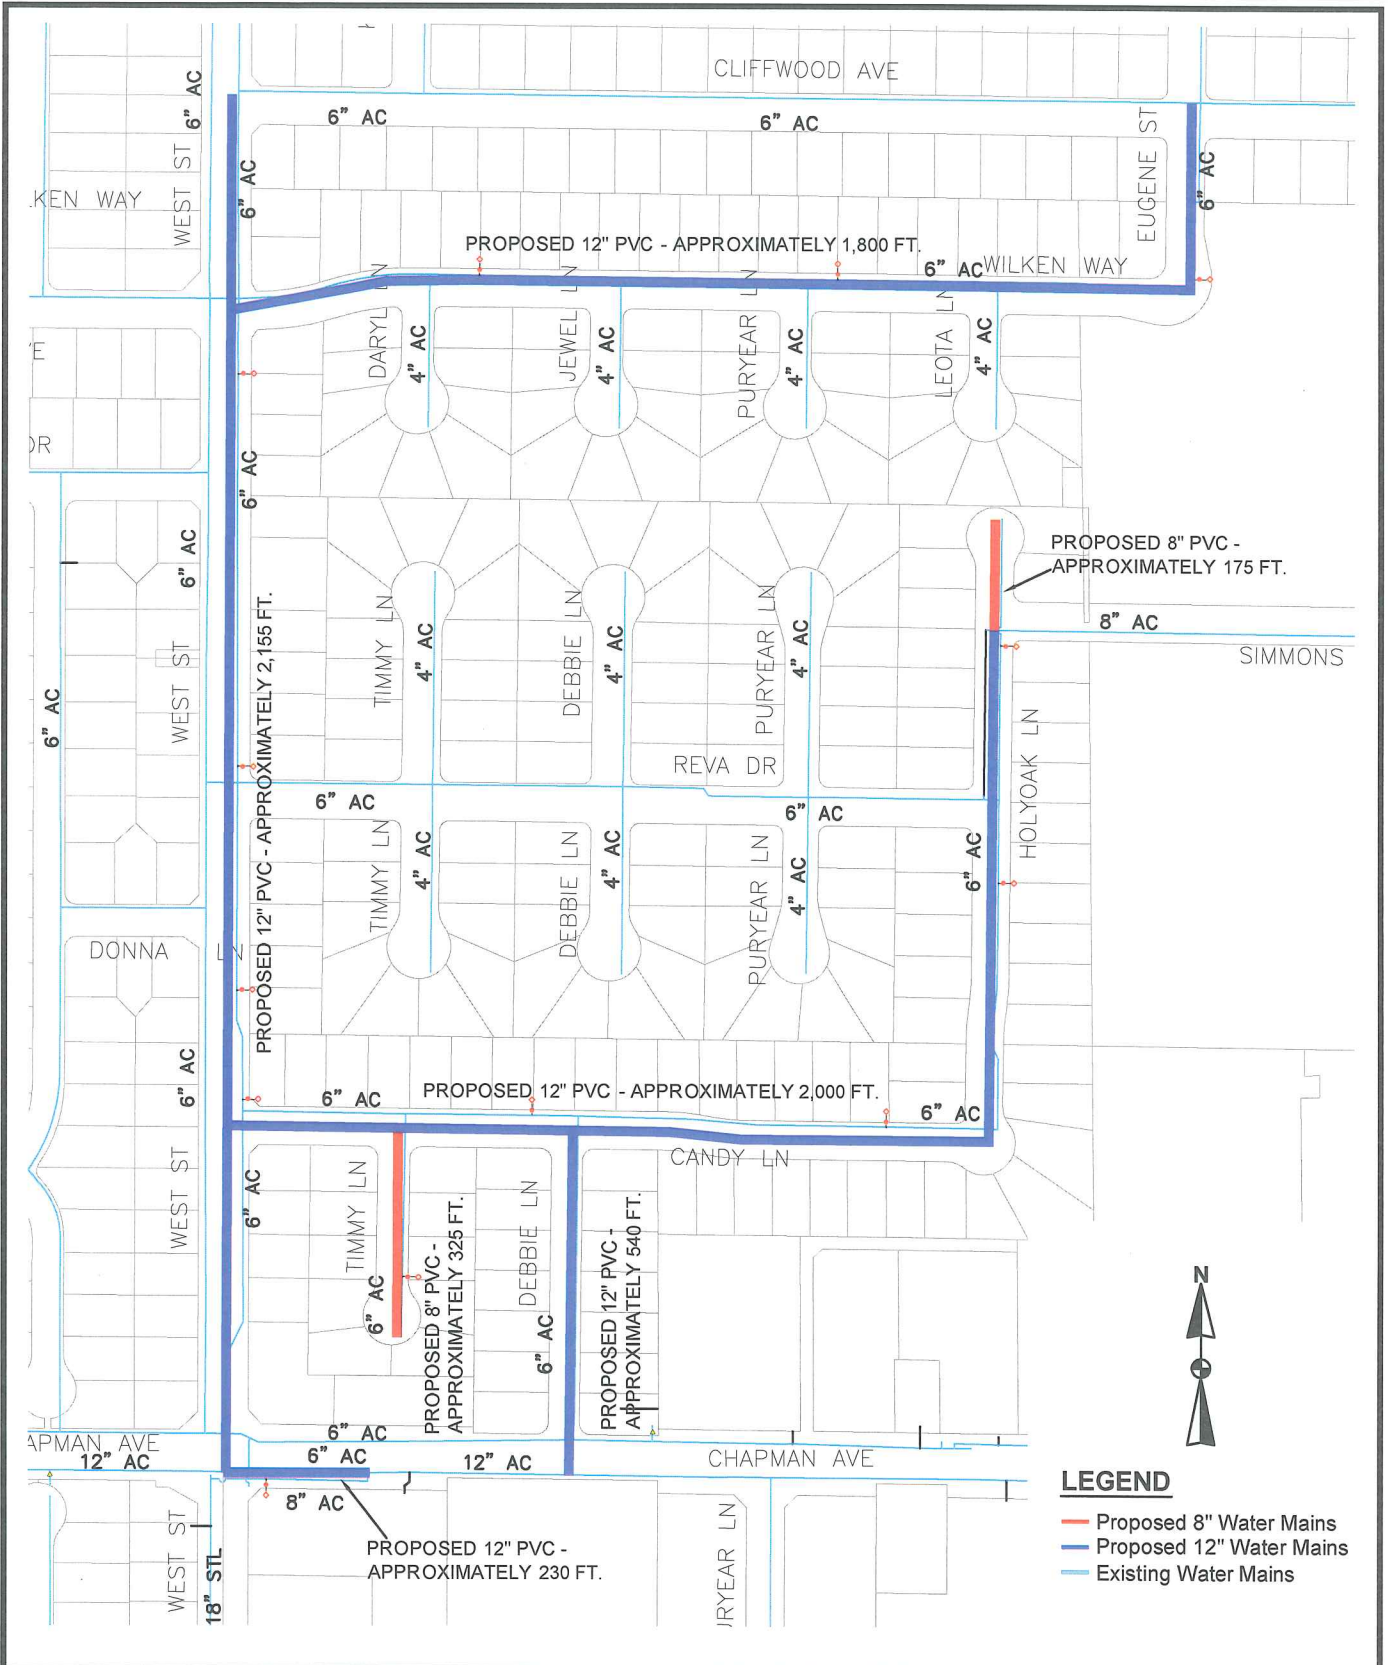 CLIFFWOOD AVE
6" AC
6" AC
6" AC
WEST ST
EUGENE ST
6" AC
6" AC
.KEN WAY
PROPOSED 12" PVC - APPROXIMATELY 1,800 FT.
6" AC
WILKEN WAY
DARYL LN
JEWEL LN
PURYEAR LN
LEOTA LN
4" AC
4" AC
4" AC
4" AC
'E
DR
6" AC
6" AC
PROPOSED 8" PVC -
APPROXIMATELY 175 FT.
8" AC
SIMMONS
TIMMY LN
4" AC
DEBBIE LN
4" AC
PURYEAR LN
4" AC
WEST ST
6" AC
PROPOSED 12" PVC - APPROXIMATELY 2,155 FT.
REVA DR
HOLYOAK LN
6" AC
6" AC
6" AC
TIMMY LN
4" AC
DEBBIE LN
4" AC
PURYEAR LN
4" AC
DONNA LN
6" AC
6" AC
PROPOSED 12" PVC - APPROXIMATELY 2,000 FT.
6" AC
CANDY LN
WEST ST
6" AC
TIMMY LN
6" AC
PROPOSED 8" PVC -
APPROXIMATELY 325 FT.
DEBBIE LN
6" AC
PROPOSED 12" PVC -
APPROXIMATELY 540 FT.
N
APMAN AVE
12" AC
6" AC
6" AC
12" AC
CHAPMAN AVE
8" AC
WEST ST
18" STL
PROPOSED 12" PVC -
APPROXIMATELY 230 FT.
URYEAR LN
LEGEND
Proposed 8" Water Mains
Proposed 12" Water Mains
Existing Water Mains